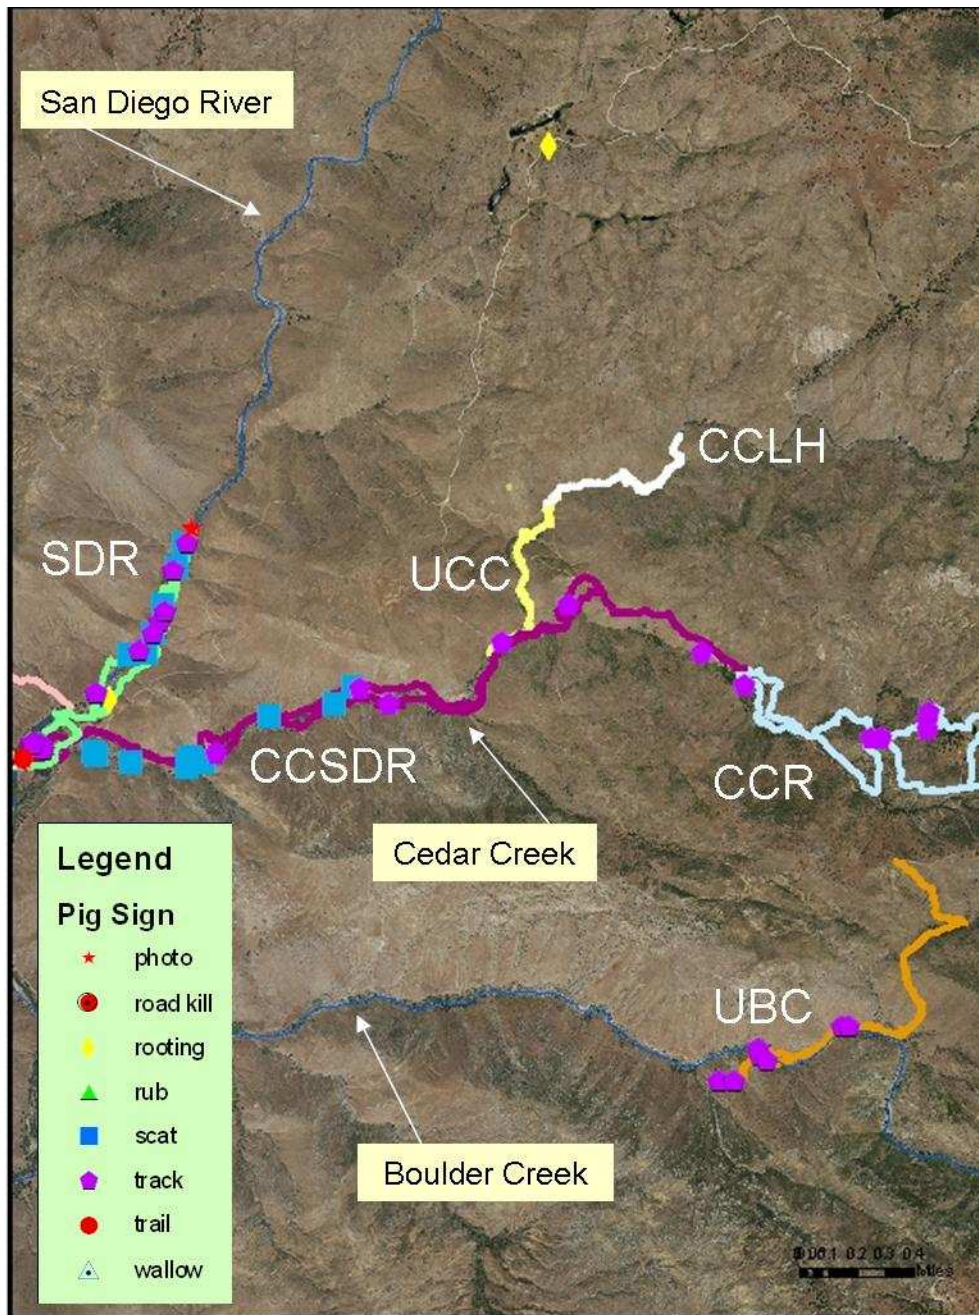 San Diego River
CCLH
SDR
UCC
CCSDR
CCR
Cedar Creek
Legend
Pig Sign
photo
road kill
rooting
rub
scat
track
trail
wallow
UBC
Boulder Creek